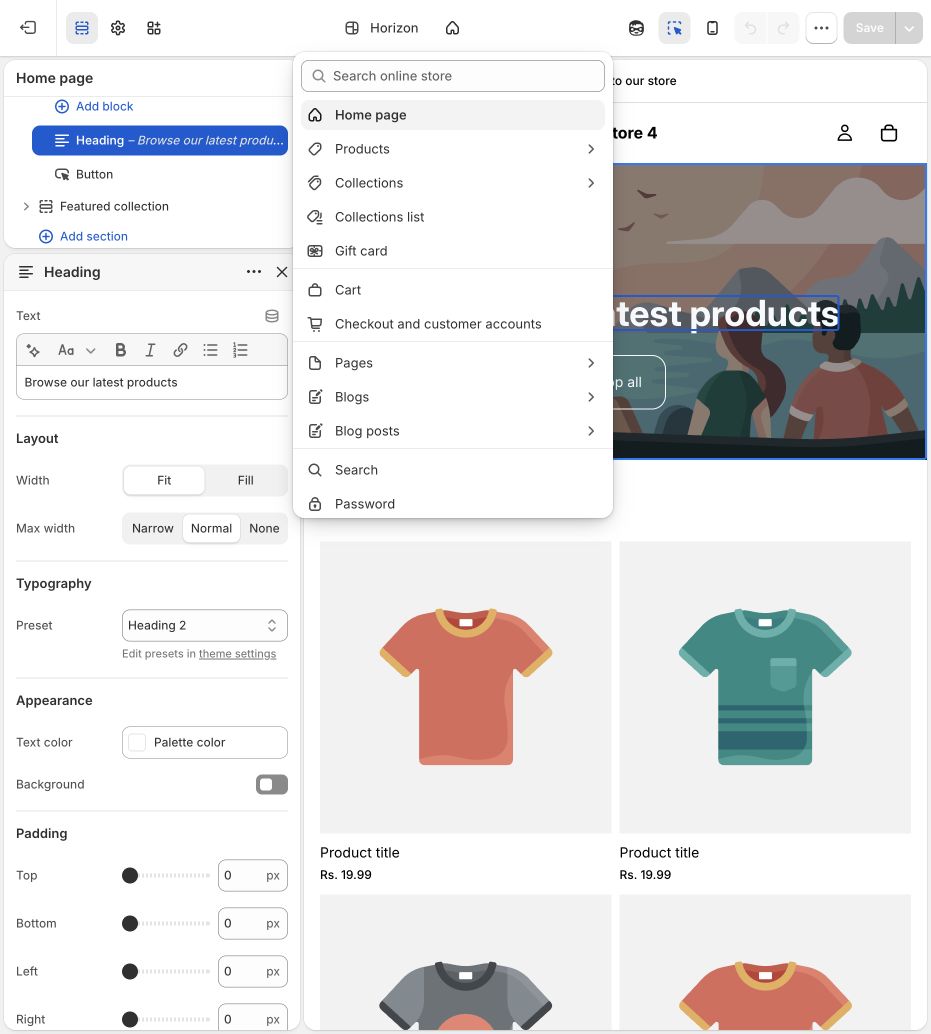 Horizon
Save
Home page
Add block
Heading – Browse our latest produ...
Button
Featured collection
Add section
Heading
Text
Aa
B I
Browse our latest products
Layout
Width
Fit
Fill
Max width
Narrow
Normal
None
Typography
Preset
Heading 2
Edit presets in theme settings
Appearance
Text color
Palette color
Background
Padding
Top
0 px
Bottom
0 px
Left
0 px
Right
0 px
Search online store
Home page
Products
Collections
Collections list
Gift card
Cart
Checkout and customer accounts
Pages
Blogs
Blog posts
Search
Password
to our store
tore 4
test products
op all
Product title
Rs. 19.99
Product title
Rs. 19.99